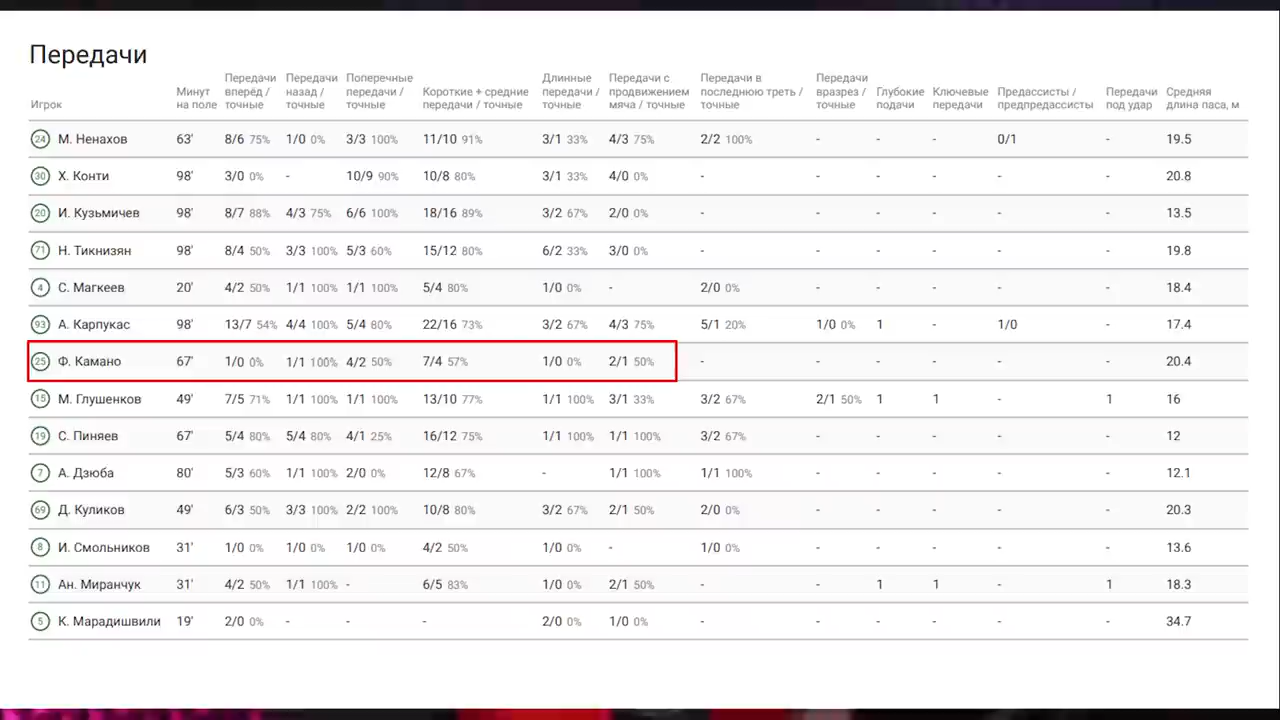 Передачи
Игрок Минут на поле Передачи вперёд / точные Передачи назад / точные Поперечные передачи / точные Короткие + средние передачи / точные Длинные передачи / точные Передачи с продвижением мяча / точные Передачи в последнюю треть / точные Передачи вразрез / точные Глубокие подачи Ключевые передачи Предассисты / предпредассисты Передачи под удар Средняя длина паса, м
24 М. Ненахов 63' 8/6 75% 1/0 0% 3/3 100% 11/10 91% 3/1 33% 4/3 75% 2/2 100% - - - 0/1 - 19.5
30 Х. Конти 98' 3/0 0% - 10/9 90% 10/8 80% 3/1 33% 4/0 0% - - - - - - 20.8
20 И. Кузьмичев 98' 8/7 88% 4/3 75% 6/6 100% 18/16 89% 3/2 67% 2/0 0% - - - - - - 13.5
71 Н. Тикнизян 98' 8/4 50% 3/3 100% 5/3 60% 15/12 80% 6/2 33% 3/0 0% - - - - - - 19.8
4 С. Магкеев 20' 4/2 50% 1/1 100% 1/1 100% 5/4 80% 1/0 0% - 2/0 0% - - - - - 18.4
93 А. Карпукас 98' 13/7 54% 4/4 100% 5/4 80% 22/16 73% 3/2 67% 4/3 75% 5/1 20% 1/0 0% 1 - 1/0 - 17.4
25 Ф. Камано 67' 1/0 0% 1/1 100% 4/2 50% 7/4 57% 1/0 0% 2/1 50% - - - - - - 20.4
15 М. Глушенков 49' 7/5 71% 1/1 100% 1/1 100% 13/10 77% 1/1 100% 3/1 33% 3/2 67% 2/1 50% 1 1 - 1 16
19 С. Пиняев 67' 5/4 80% 5/4 80% 4/1 25% 16/12 75% 1/1 100% 1/1 100% 3/2 67% - - - - - 12
7 А. Дзюба 80' 5/3 60% 1/1 100% 2/0 0% 12/8 67% - 1/1 100% 1/1 100% - - - - - 12.1
69 Д. Куликов 49' 6/3 50% 3/3 100% 2/2 100% 10/8 80% 3/2 67% 2/1 50% 2/0 0% - - - - - 20.3
8 И. Смольников 31' 1/0 0% 1/0 0% 1/0 0% 4/2 50% 1/0 0% - 1/0 0% - - - - - 13.6
11 Ан. Миранчук 31' 4/2 50% 1/1 100% - 6/5 83% 1/0 0% 2/1 50% - - 1 1 - 1 18.3
5 К. Марадишвили 19' 2/0 0% - - - 2/0 0% 1/0 0% - - - - - - 34.7